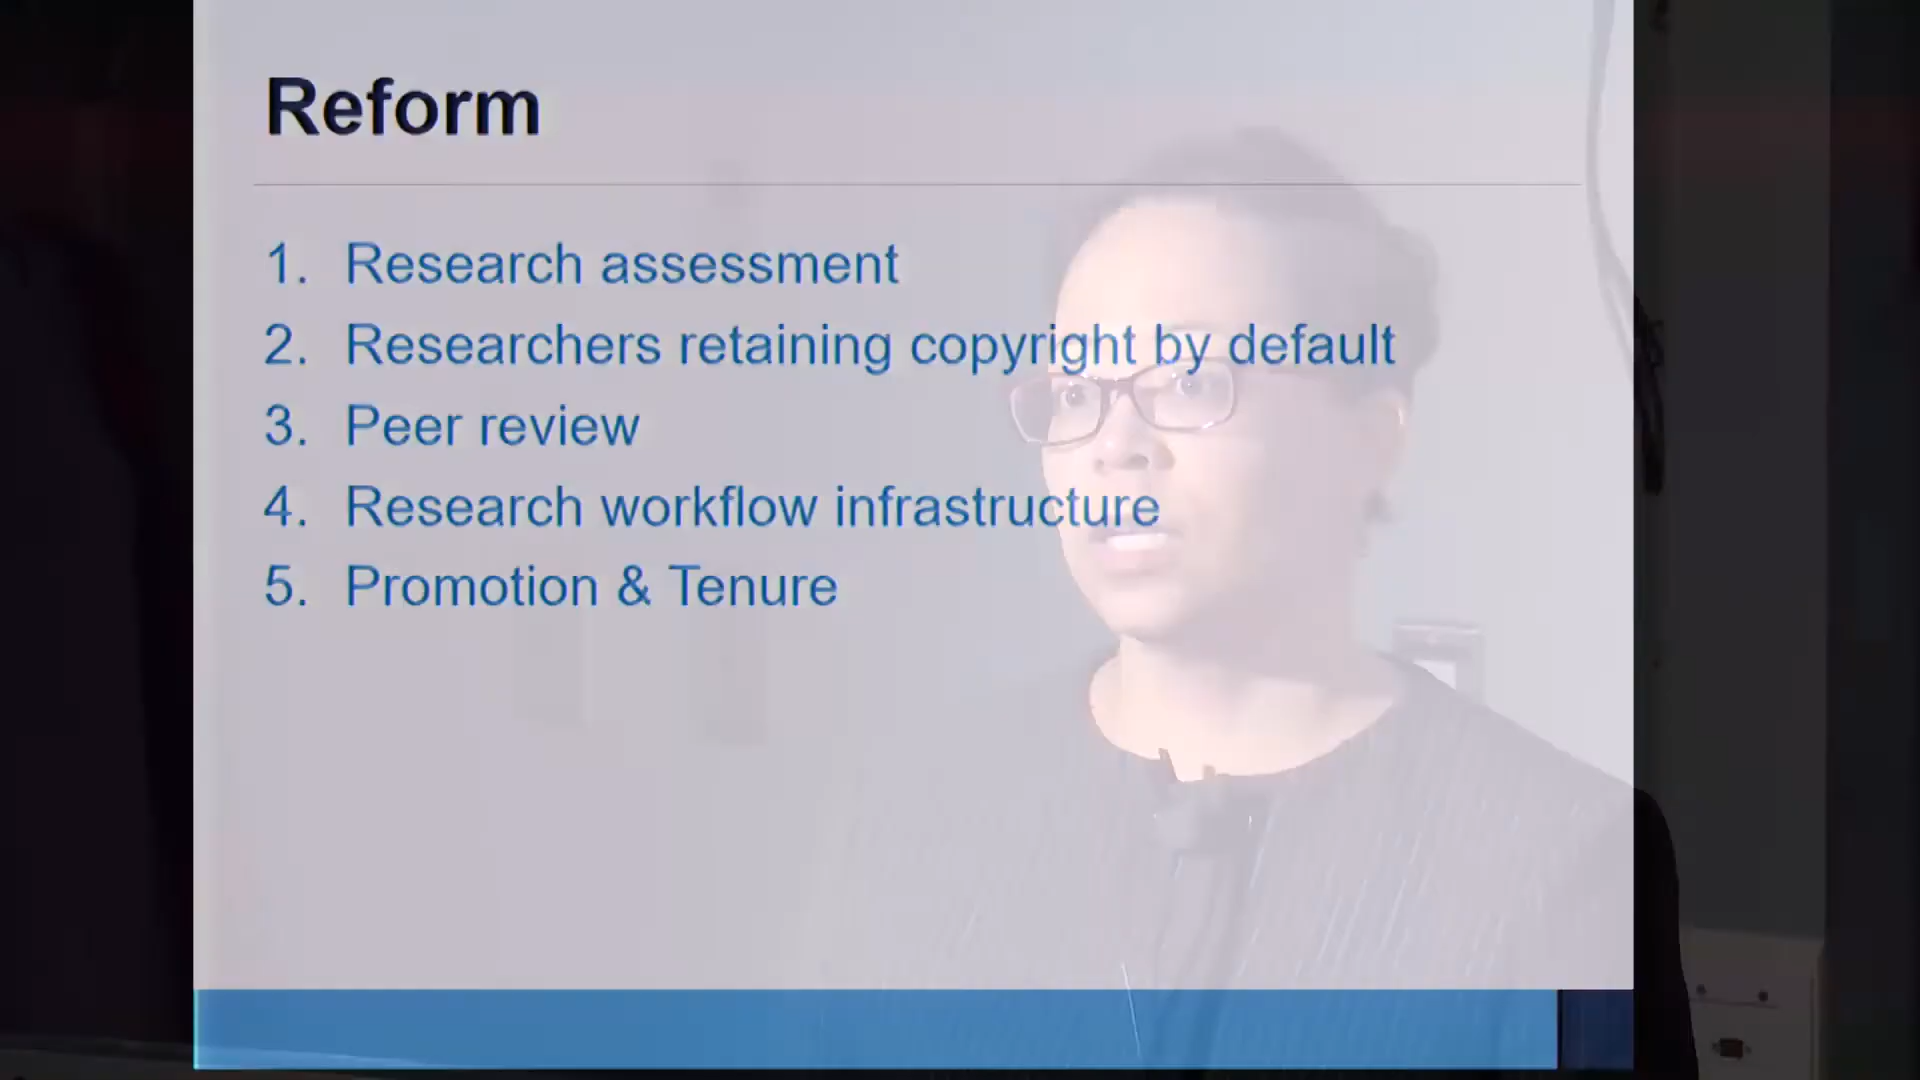 Reform
1. Research assessment
2. Researchers retaining copyright by default
3. Peer review
4. Research workflow infrastructure
5. Promotion & Tenure